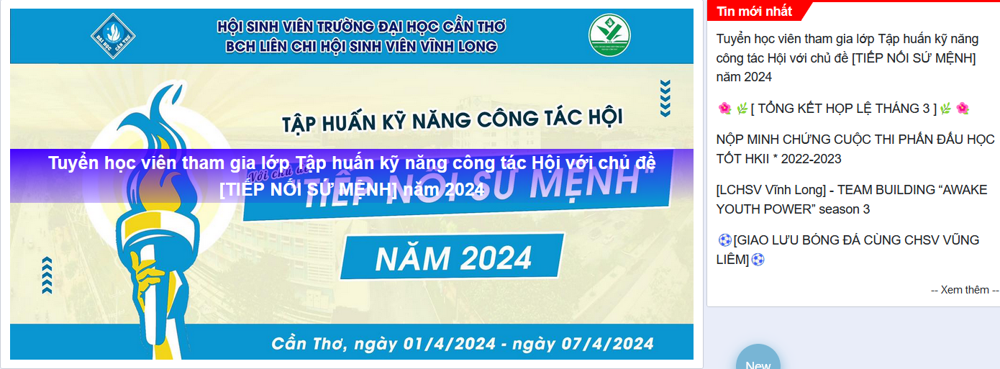 HỘI SINH VIÊN TRƯỜNG ĐẠI HỌC CẦN THƠ
BCH LIÊN CHI HỘI SINH VIÊN VĨNH LONG
ĐẠI HỌC CẦN THƠ
TẬP HUẤN KỸ NĂNG CÔNG TÁC HỘI
Tuyển học viên tham gia lớp Tập huấn kỹ năng công tác Hội với chủ đề
[TIẾP NỐI SỨ MỆNH] năm 2024
Với chủ đề:
"TIẾP NỐI SỨ MỆNH"
NĂM 2024
Cần Thơ, ngày 01/4/2024 - ngày 07/4/2024
Tin mới nhất
Tuyển học viên tham gia lớp Tập huấn kỹ năng
công tác Hội với chủ đề [TIẾP NỐI SỨ MỆNH]
năm 2024
🌺 🌿[ TỔNG KẾT HỌP LỆ THÁNG 3 ]🌿 🌺
NỘP MINH CHỨNG CUỘC THI PHẤN ĐẤU HỌC
TỐT HKII * 2022-2023
[LCHSV Vĩnh Long] - TEAM BUILDING “AWAKE
YOUTH POWER” season 3
⚽[GIAO LƯU BÓNG ĐÁ CÙNG CHSV VŨNG
LIÊM]⚽
-- Xem thêm --
New